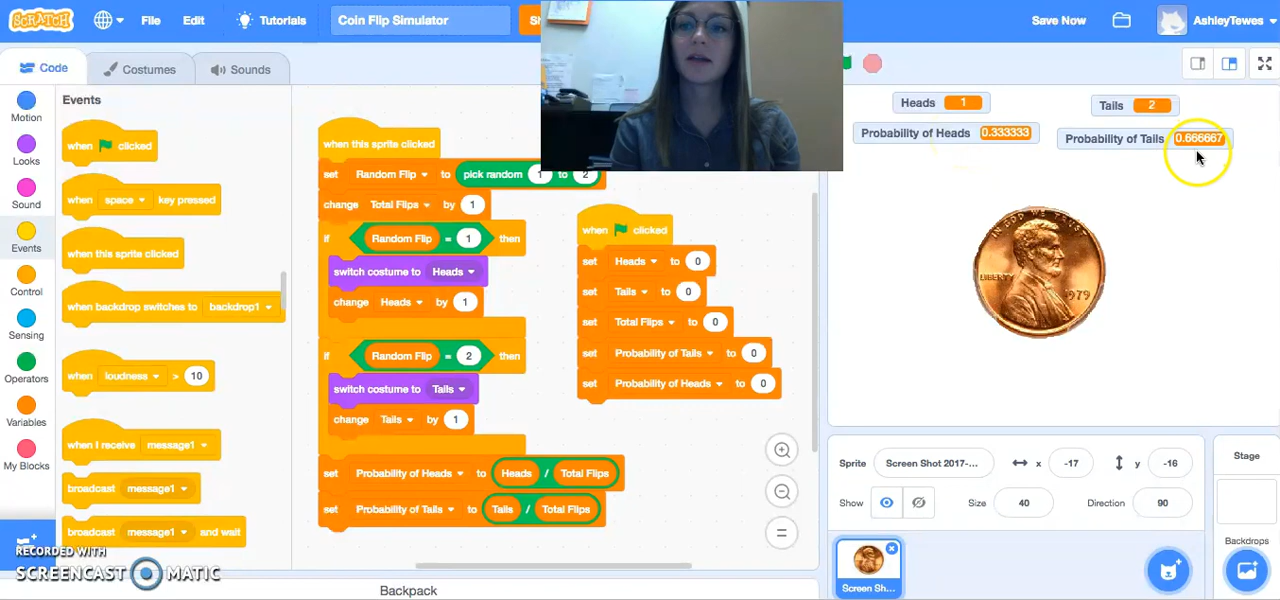 SCRATCH
File
Edit
Tutorials
Coin Flip Simulator
Save Now
AshleyTewes
Code
Costumes
Sounds
Motion
Looks
Sound
Events
Control
Sensing
Operators
Variables
My Blocks
Events
when clicked
when space key pressed
when this sprite clicked
when backdrop switches to backdrop1
when loudness > 10
when I receive message1
broadcast message1
broadcast message1 and wait
when this sprite clicked
set Random Flip to pick random 1 to 2
change Total Flips by 1
if Random Flip = 1 then
switch costume to Heads
change Heads by 1
if Random Flip = 2 then
switch costume to Tails
change Tails by 1
set Probability of Heads to Heads / Total Flips
set Probability of Tails to Tails / Total Flips
when clicked
set Heads to 0
set Tails to 0
set Total Flips to 0
set Probability of Tails to 0
set Probability of Heads to 0
Heads 1
Tails 2
Probability of Heads 0.333333
Probability of Tails 0.666667
IN GOD WE TRUST
LIBERTY
1979
Sprite
Screen Shot 2017-...
x -17
y -16
Show
Size 40
Direction 90
Screen Sh...
Stage
Backdrops
Backpack
RECORDED WITH
SCREENCAST MATIC